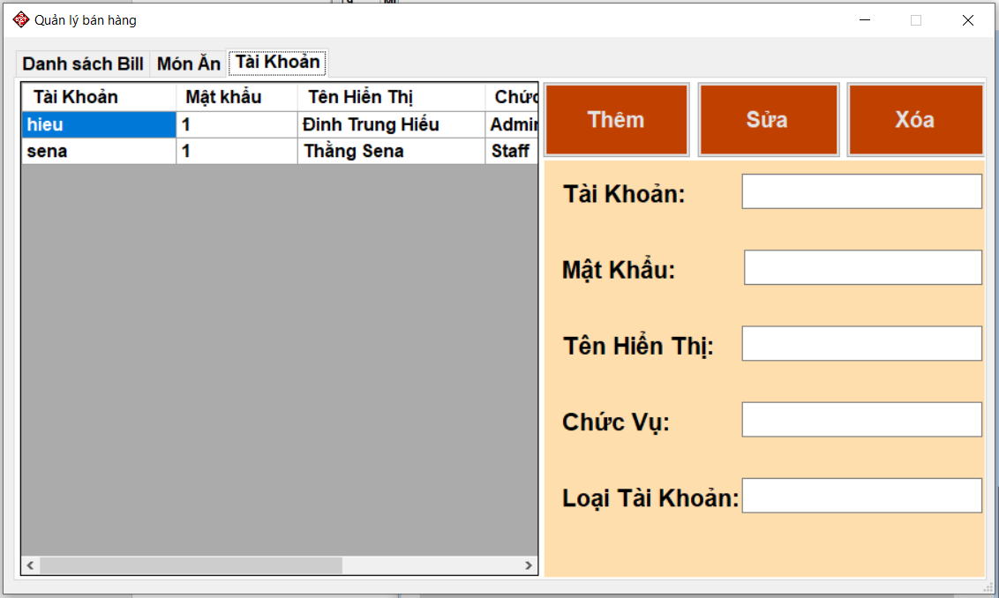 Quản lý bán hàng
Danh sách Bill Món Ăn Tài Khoản
Tài Khoản Mật khẩu Tên Hiển Thị
hieu 1 Đinh Trung Hiếu Admin
sena 1 Thằng Sena Staff
Thêm Sửa Xóa
Tài Khoản:
Mật Khẩu:
Tên Hiển Thị:
Chức Vụ:
Loại Tài Khoản: